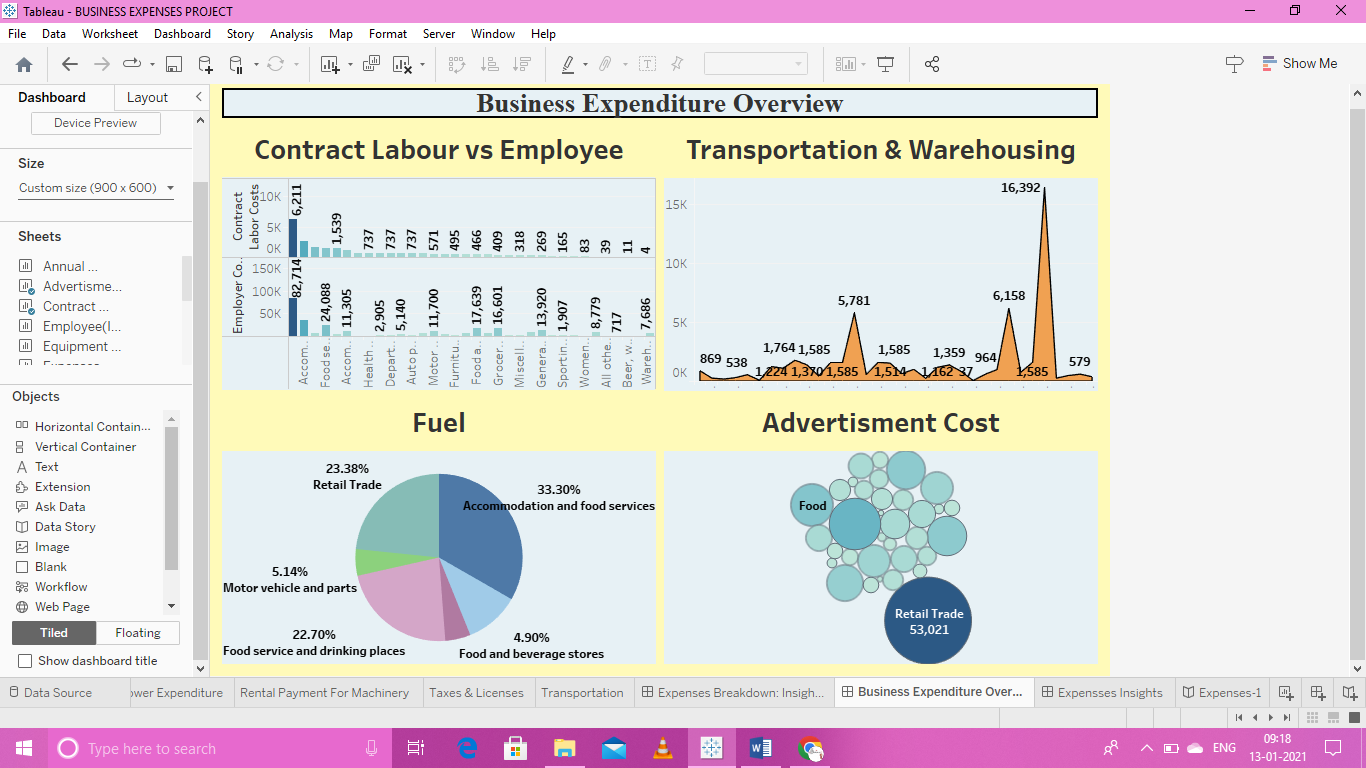 Tableau - BUSINESS EXPENSES PROJECT
File Data Worksheet Dashboard Story Analysis Map Format Server Window Help
Show Me
Dashboard
Layout
Device Preview
Size
Custom size (900 x 600)
Sheets
Annual ...
Advertisme...
Contract ...
Employee(I...
Equipment ...
Objects
Horizontal Contain...
Vertical Container
Text
Extension
Ask Data
Data Story
Image
Blank
Workflow
Web Page
Tiled
Floating
Show dashboard title
Business Expenditure Overview
Contract Labour vs Employee
Contract
Labor Costs
10K
5K
0K
6,211
1,539
737
737
737
571
495
466
409
318
269
165
83
39
11
4
Employer Co..
150K
100K
50K
82,714
24,088
11,305
2,905
5,140
11,700
17,639
16,601
13,920
1,907
8,779
717
7,686
Accom..
Food se..
Accom..
Health ..
Depart..
Auto p..
Motor ..
Furnitu..
Food a..
Grocer..
Miscell..
Genera..
Sportin..
Women..
All othe..
Beer, w..
Wareh..
Transportation & Warehousing
15K
10K
5K
0K
16,392
5,781
6,158
869
538
1,764
1,585
1,585
1,359
964
579
1,224
1,370
1,585
1,514
1,162
37
1,585
Fuel
23.38%
Retail Trade
33.30%
Accommodation and food services
5.14%
Motor vehicle and parts
22.70%
Food service and drinking places
4.90%
Food and beverage stores
Advertisment Cost
Food
Retail Trade
53,021
Data Source
ower Expenditure
Rental Payment For Machinery
Taxes & Licenses
Transportation
Expenses Breakdown: Insigh...
Business Expenditure Over...
Expensses Insights
Expenses-1
Type here to search
ENG
09:18
13-01-2021